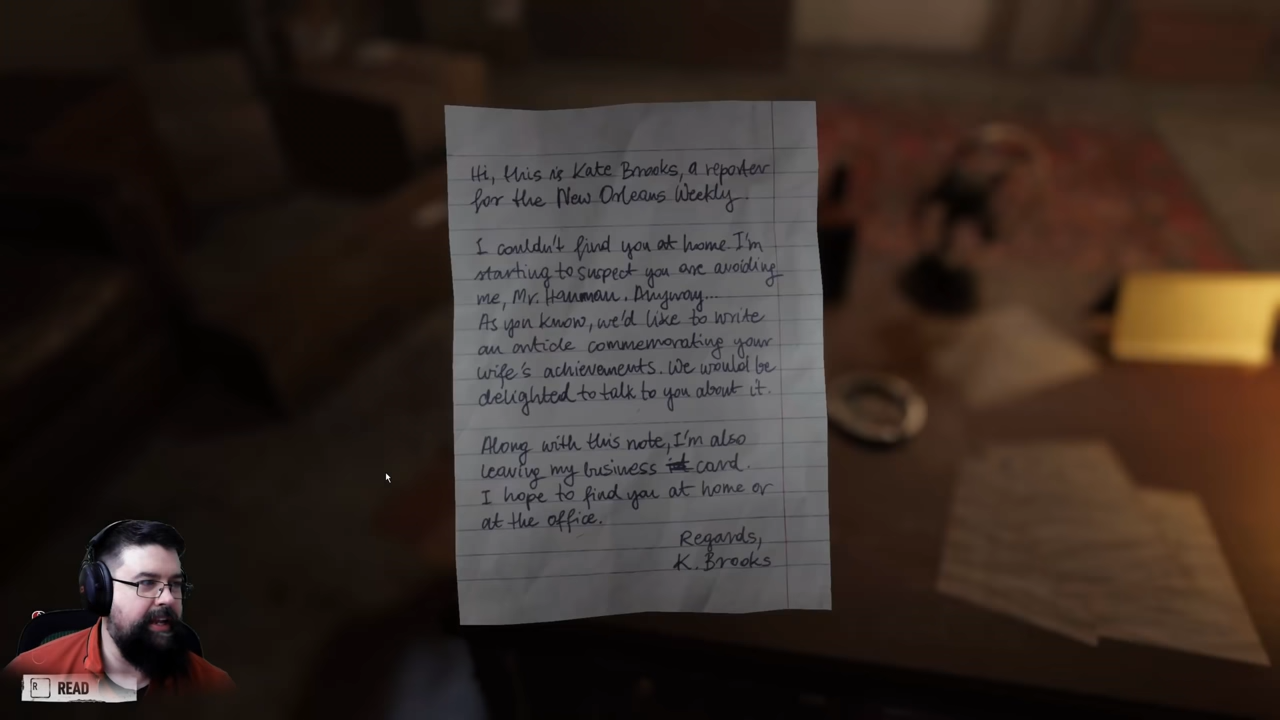 Hi, this is Kate Brooks, a reporter
for the New Orleans Weekly.
I couldn't find you at home. I'm
starting to suspect you are avoiding
me, Mr. Hanman. Anyway...
As you know, we'd like to write
an article commemorating your
wife's achievements. We would be
delighted to talk to you about it.
Along with this note, I'm also
leaving my business card.
I hope to find you at home or
at the office.
Regards,
K. Brooks
R READ